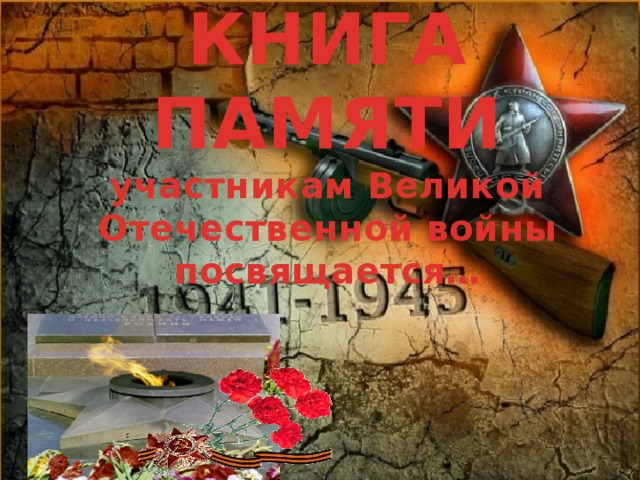 КНИГА
ПАМЯТИ
участникам Великой
Отечественной войны
посвящается…
1941-1945